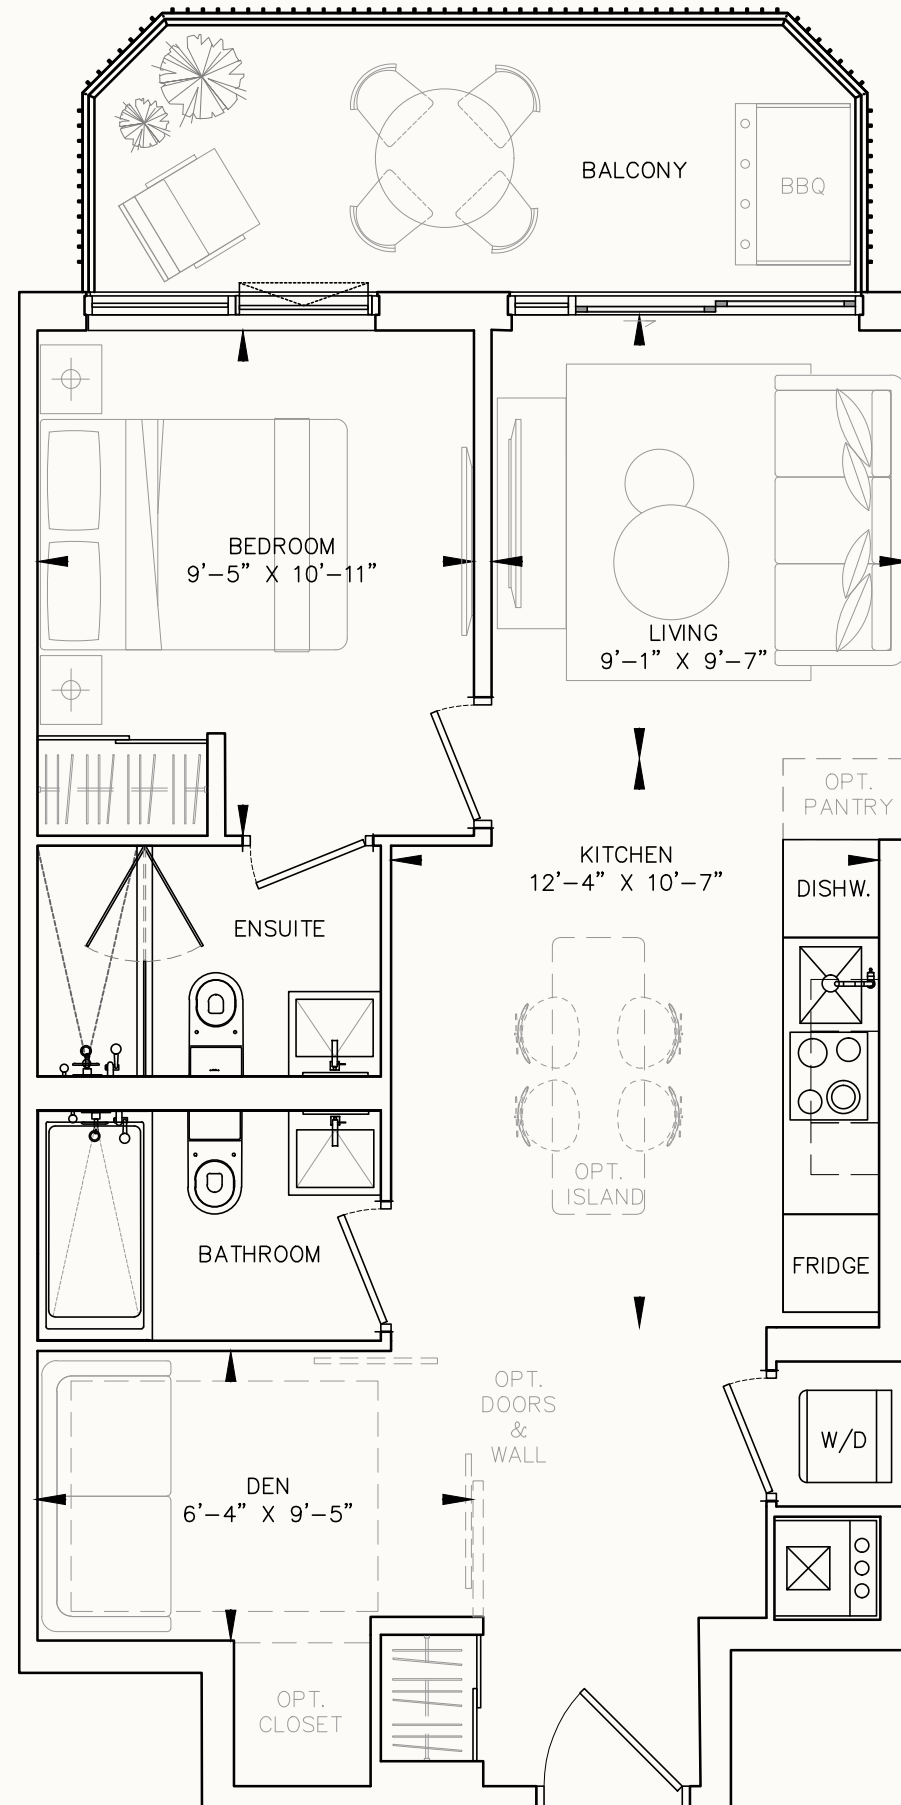 BALCONY
BBQ
BEDROOM
9'-5" X 10'-11"
LIVING
9'-1" X 9'-7"
OPT.
PANTRY
KITCHEN
12'-4" X 10'-7"
DISHW.
ENSUITE
OPT.
ISLAND
BATHROOM
FRIDGE
OPT.
DOORS
&
WALL
W/D
DEN
6'-4" X 9'-5"
OPT.
CLOSET